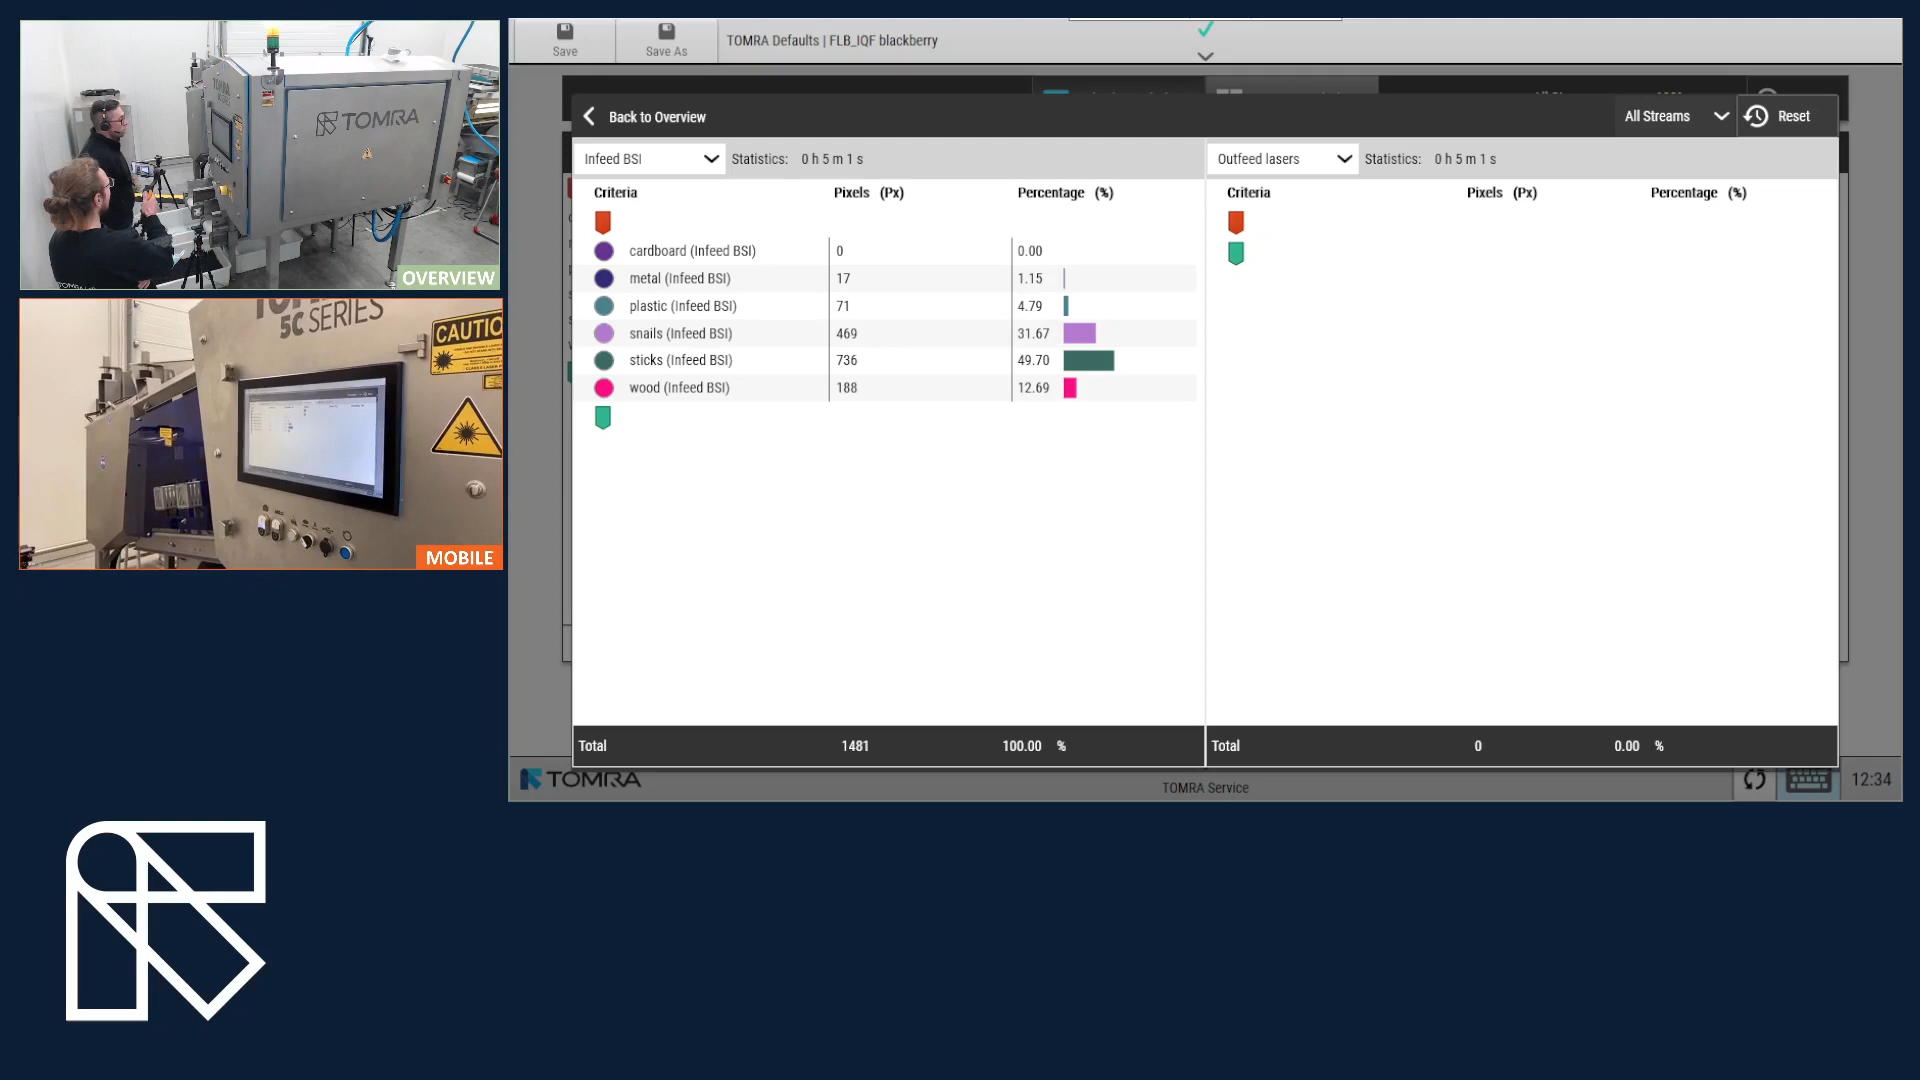 TOMRA
OVERVIEW
5C SERIES
CAUTIO
MOBILE
Save
Save As
TOMRA Defaults | FLB_IQF blackberry
Back to Overview
All Streams
Reset
Infeed BSI
Statistics: 0 h 5 m 1 s
Outfeed lasers
Statistics: 0 h 5 m 1 s
Criteria Pixels (Px) Percentage (%)
Criteria Pixels (Px) Percentage (%)
cardboard (Infeed BSI) 0 0.00
metal (Infeed BSI) 17 1.15
plastic (Infeed BSI) 71 4.79
snails (Infeed BSI) 469 31.67
sticks (Infeed BSI) 736 49.70
wood (Infeed BSI) 188 12.69
Total 1481 100.00 %
Total 0 0.00 %
TOMRA
TOMRA Service
12:34